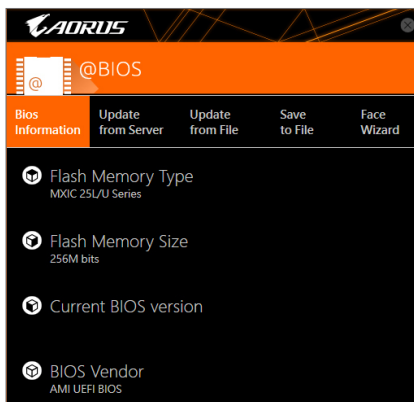 AORUS
@
@BIOS
Bios Information
Update from Server
Update from File
Save to File
Face Wizard
Flash Memory Type
MXIC 25L/U Series
Flash Memory Size
256M bits
Current BIOS version
BIOS Vendor
AMI UEFI BIOS